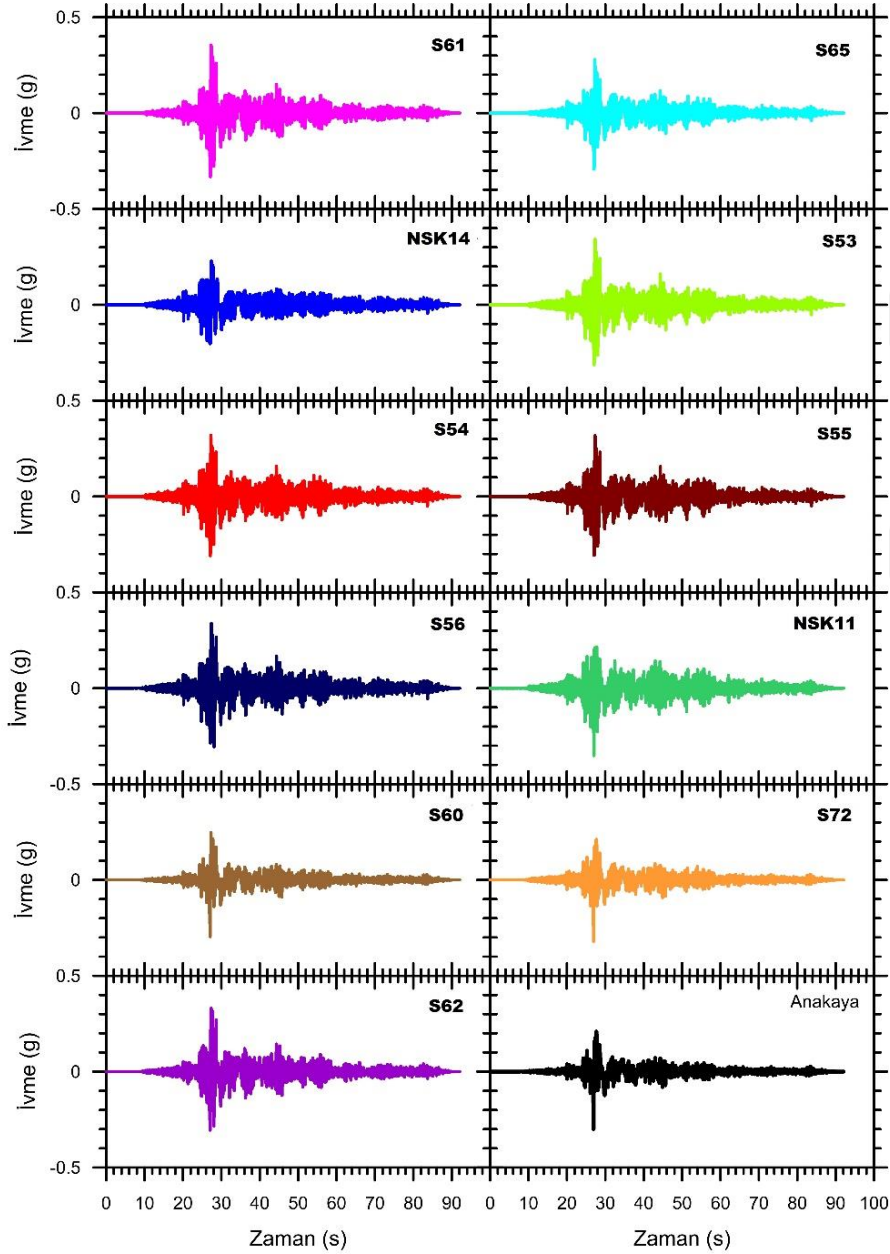 0.5
S61
S65
İvme (g)
0
-0.5
NSK14
S53
İvme (g)
0
0.5
S54
S55
İvme (g)
0
0.5
S56
NSK11
İvme (g)
0
-0.5
S60
S72
İvme (g)
0
0.5
S62
Anakaya
İvme (g)
0
-0.5
0 10 20 30 40 50 60 70 80 90 0 10 20 30 40 50 60 70 80 90 100
Zaman (s) Zaman (s)